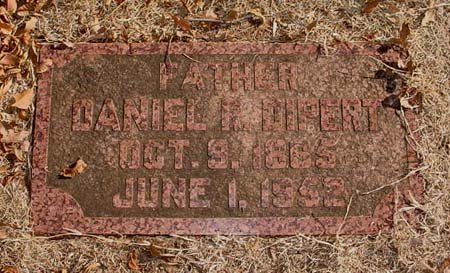 FATHER
DANIEL R. DIPERT
OCT. 9, 1865
JUNE 1, 1952